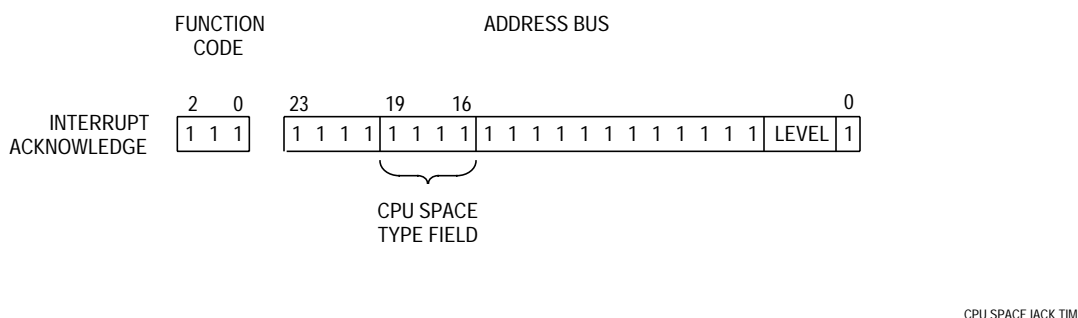 FUNCTION
CODE
ADDRESS BUS
2 0 23 19 16 0
INTERRUPT
ACKNOWLEDGE
1 1 1 1 1 1 1 1 1 1 1 1 1 1 1 1 1 1 1 1 1 1 1 LEVEL 1
CPU SPACE
TYPE FIELD
CPU SPACE IACK TIM